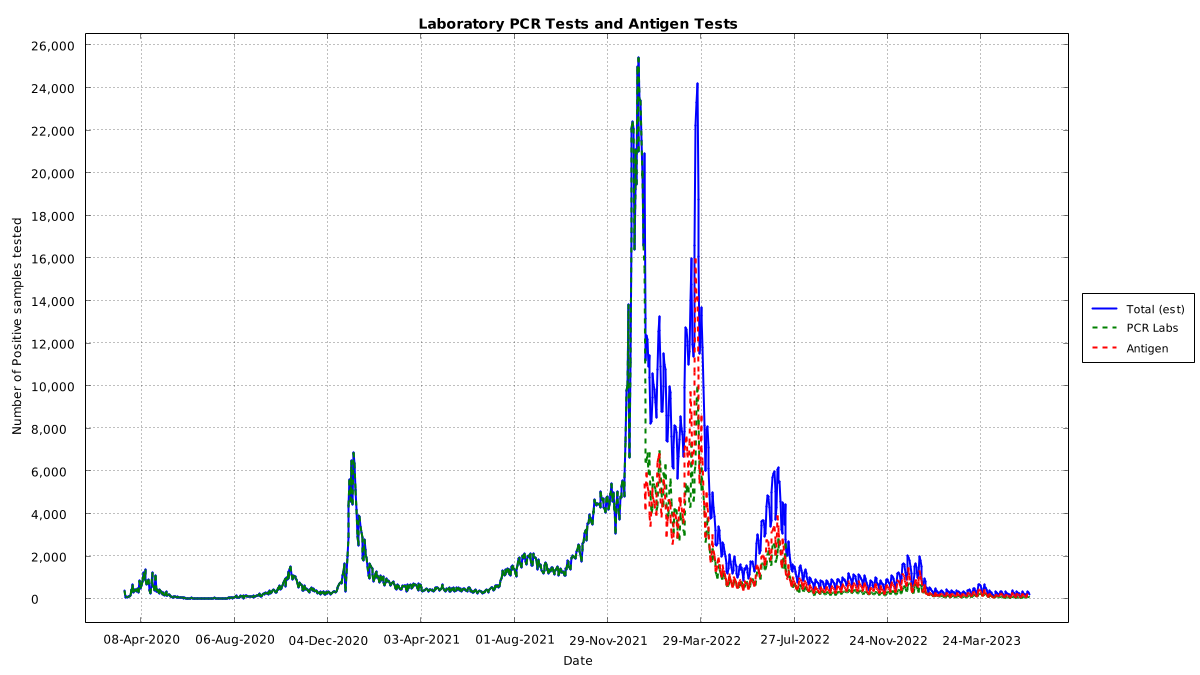 Laboratory PCR Tests and Antigen Tests
Number of Positive samples tested
26,000
24,000
22,000
20,000
18,000
16,000
14,000
12,000
10,000
8,000
6,000
4,000
2,000
0
08-Apr-2020 06-Aug-2020 04-Dec-2020 03-Apr-2021 01-Aug-2021 29-Nov-2021 29-Mar-2022 27-Jul-2022 24-Nov-2022 24-Mar-2023
Date
Total (est)
PCR Labs
Antigen